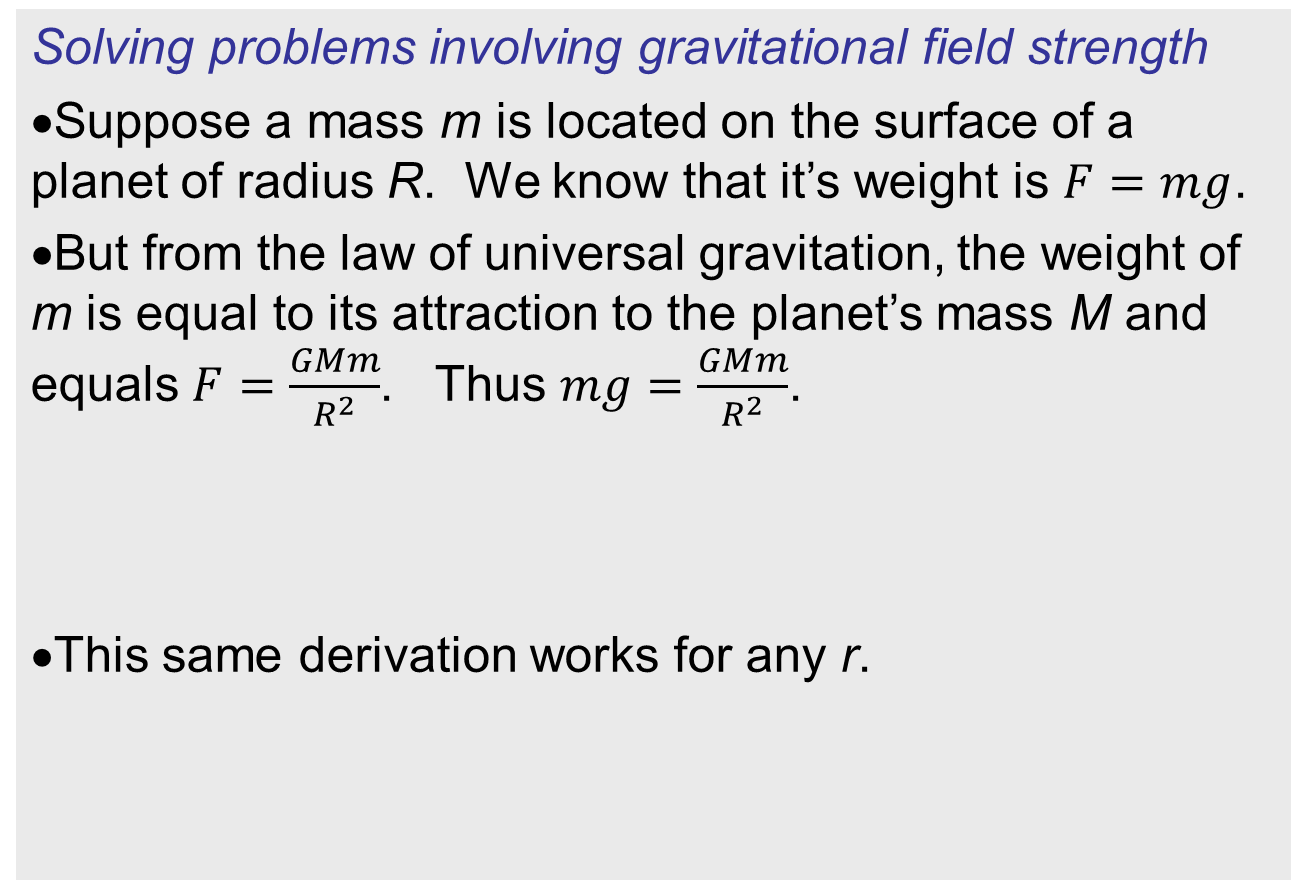 Solving problems involving gravitational field strength
•Suppose a mass m is located on the surface of a
planet of radius R.  We know that it’s weight is F = mg.
•But from the law of universal gravitation, the weight of
m is equal to its attraction to the planet’s mass M and
equals F = GMm/R².   Thus mg = GMm/R².
•This same derivation works for any r.